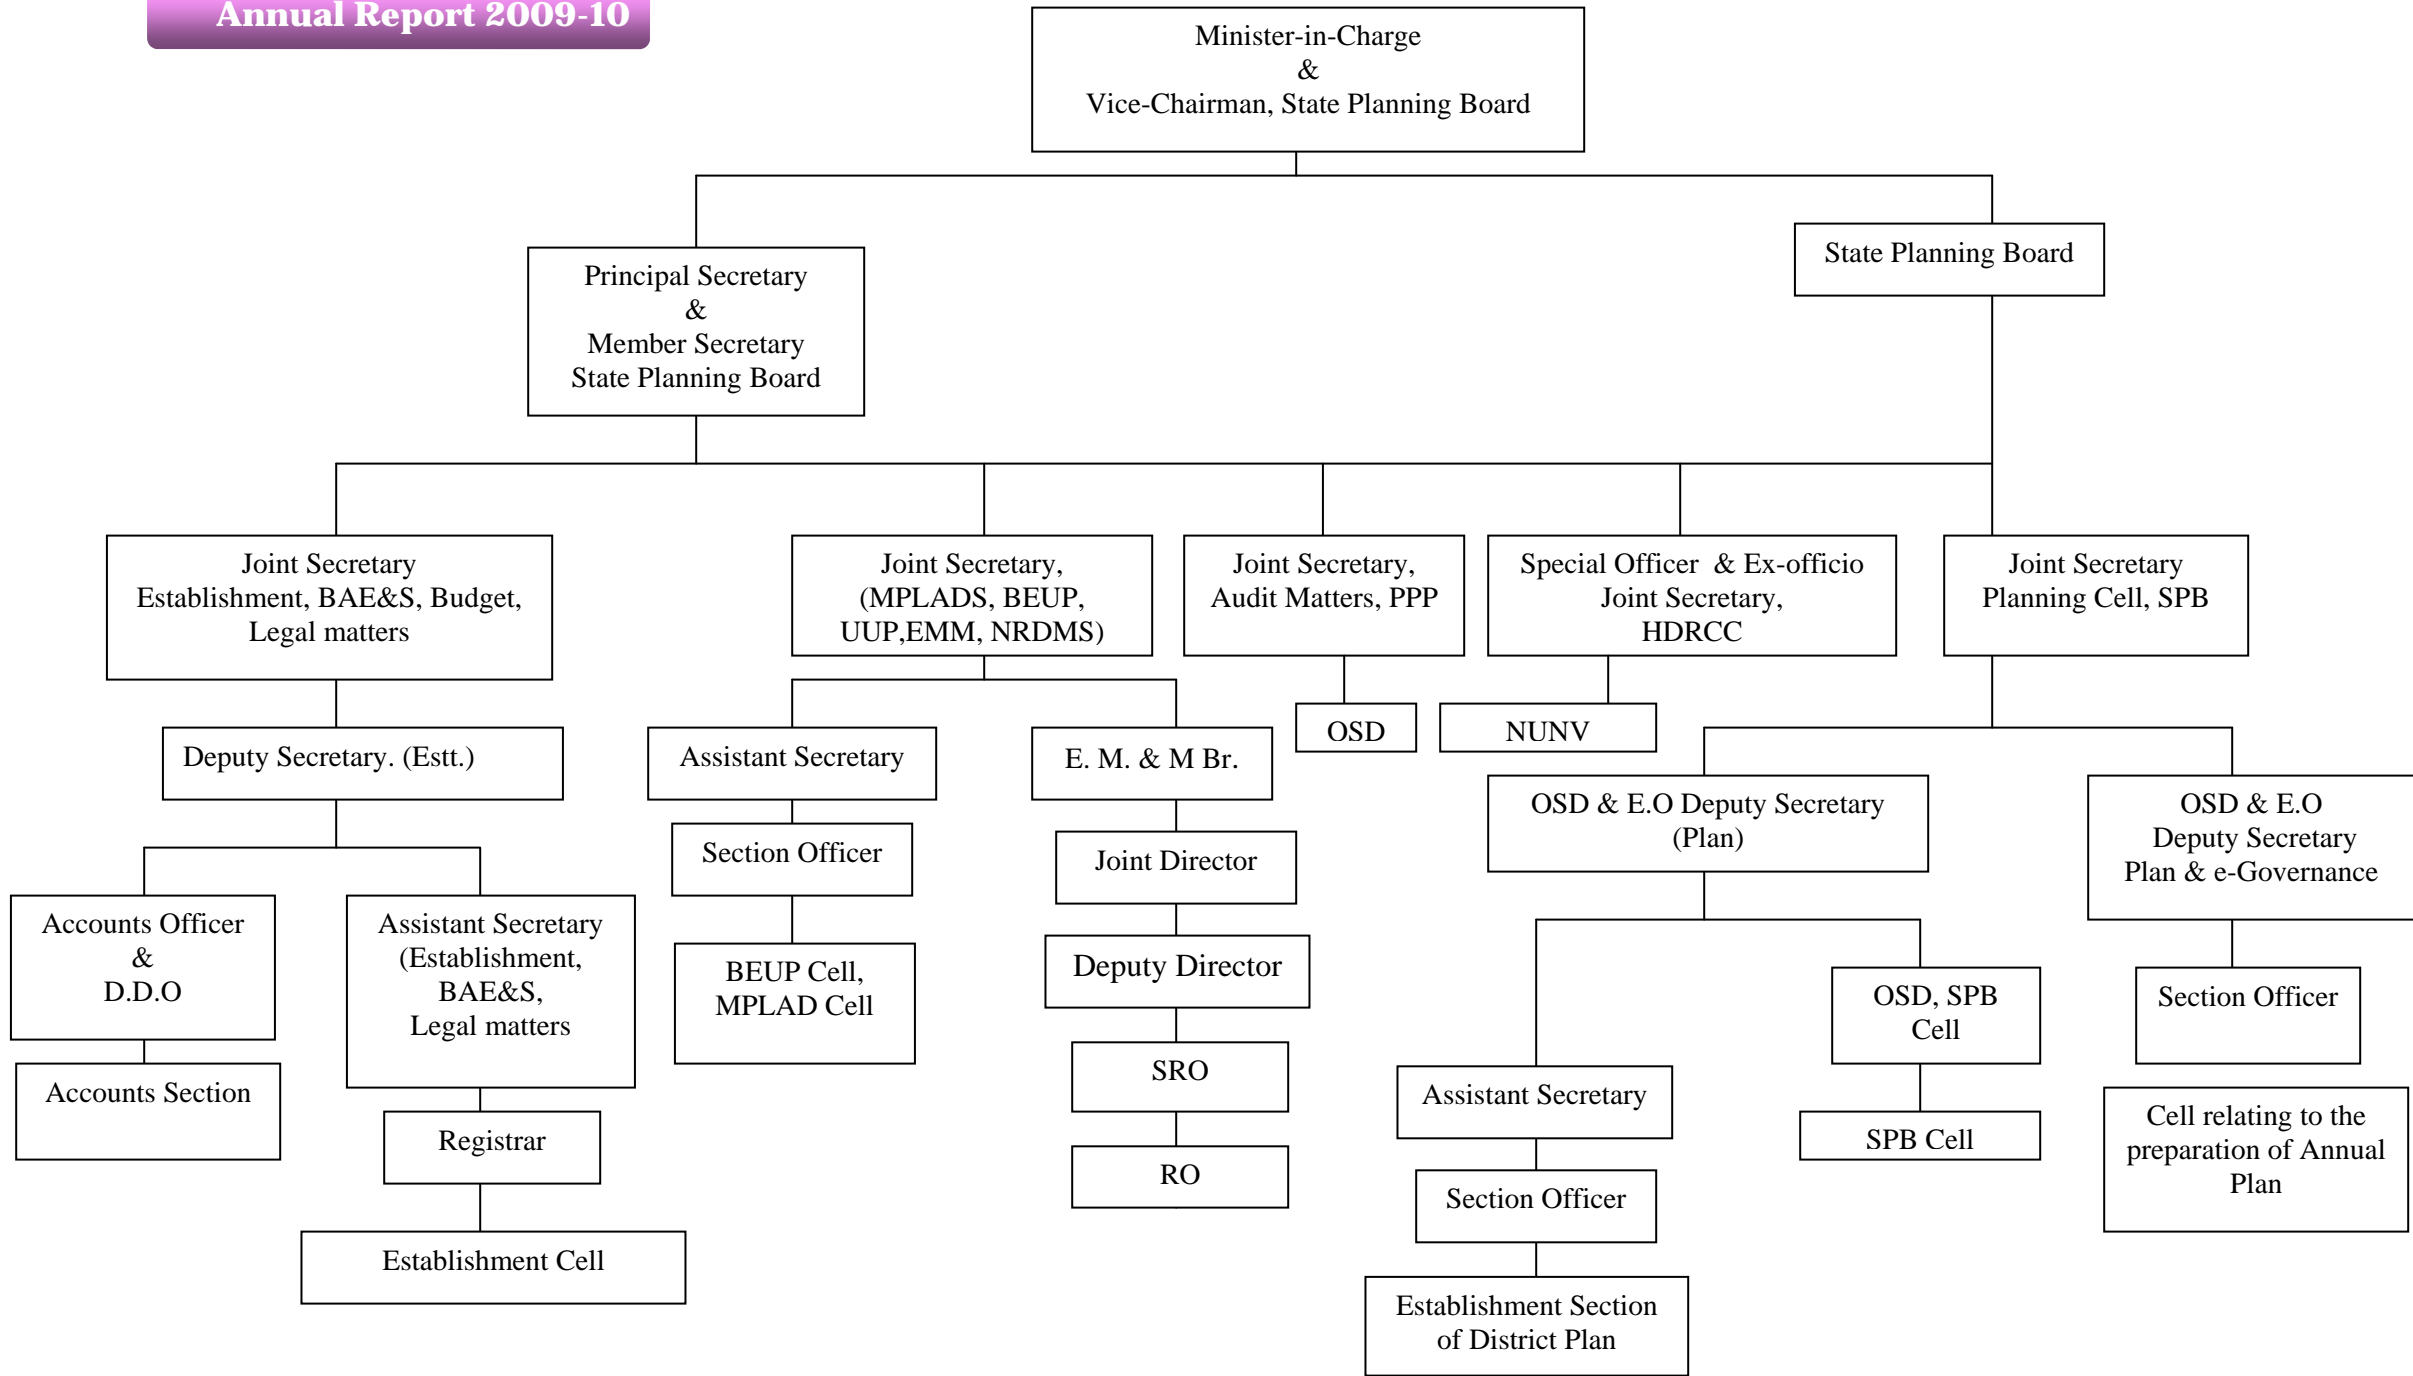 Annual Report 2009-10
Minister-in-Charge
&
Vice-Chairman, State Planning Board
Principal Secretary
&
Member Secretary
State Planning Board
State Planning Board
Joint Secretary
Establishment, BAE&S, Budget,
Legal matters
Joint Secretary,
(MPLADS, BEUP,
UUP,EMM, NRDMS)
Joint Secretary,
Audit Matters, PPP
Special Officer & Ex-officio
Joint Secretary,
HDRCC
Joint Secretary
Planning Cell, SPB
Deputy Secretary. (Estt.)
Assistant Secretary
E. M. & M Br.
OSD
NUNV
OSD & E.O Deputy Secretary
(Plan)
OSD & E.O
Deputy Secretary
Plan & e-Governance
Section Officer
Joint Director
Accounts Officer
&
D.D.O
Assistant Secretary
(Establishment,
BAE&S,
Legal matters
BEUP Cell,
MPLAD Cell
Deputy Director
OSD, SPB
Cell
Section Officer
Accounts Section
SRO
Assistant Secretary
Registrar
SPB Cell
Cell relating to the
preparation of Annual
Plan
RO
Section Officer
Establishment Cell
Establishment Section
of District Plan